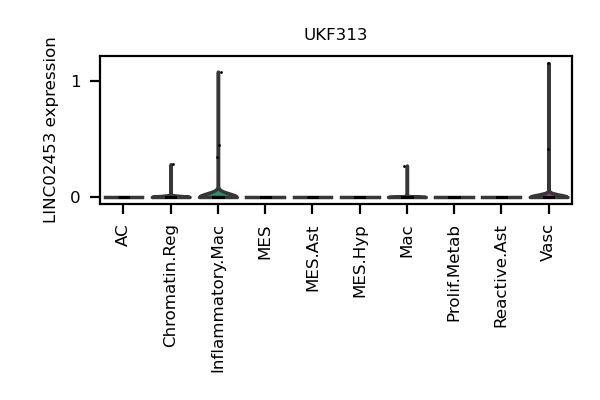 UKF313
LINC02453 expression
1
0
AC
Chromatin.Reg
Inflammatory.Mac
MES
MES.Ast
MES.Hyp
Mac
Prolif.Metab
Reactive.Ast
Vasc